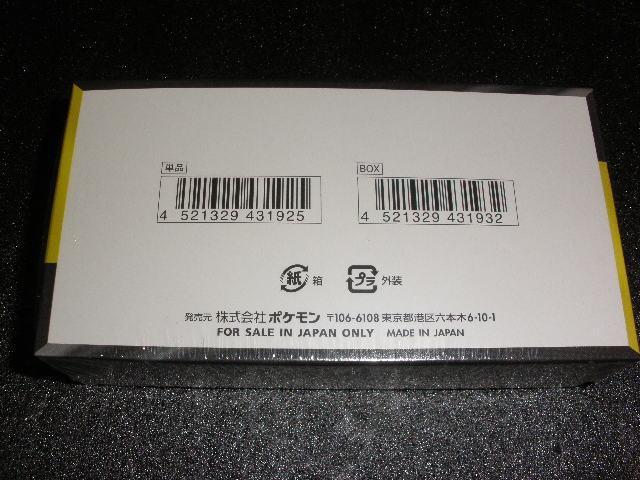 単品 BOX
4 521329 431925 4 521329 431932
紙 箱 プラ 外装
発売元 株式会社 ポケモン 〒106-6108 東京都港区六本木6-10-1
FOR SALE IN JAPAN ONLY MADE IN JAPAN